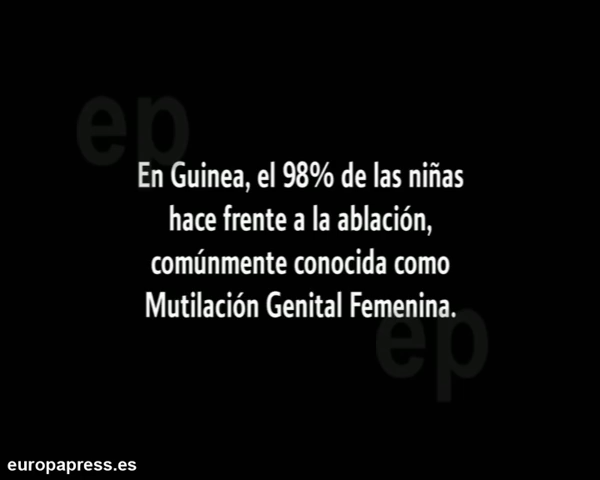 ep
En Guinea, el 98% de las niñas
hace frente a la ablación,
comúnmente conocida como
Mutilación Genital Femenina.
ep
europapress.es